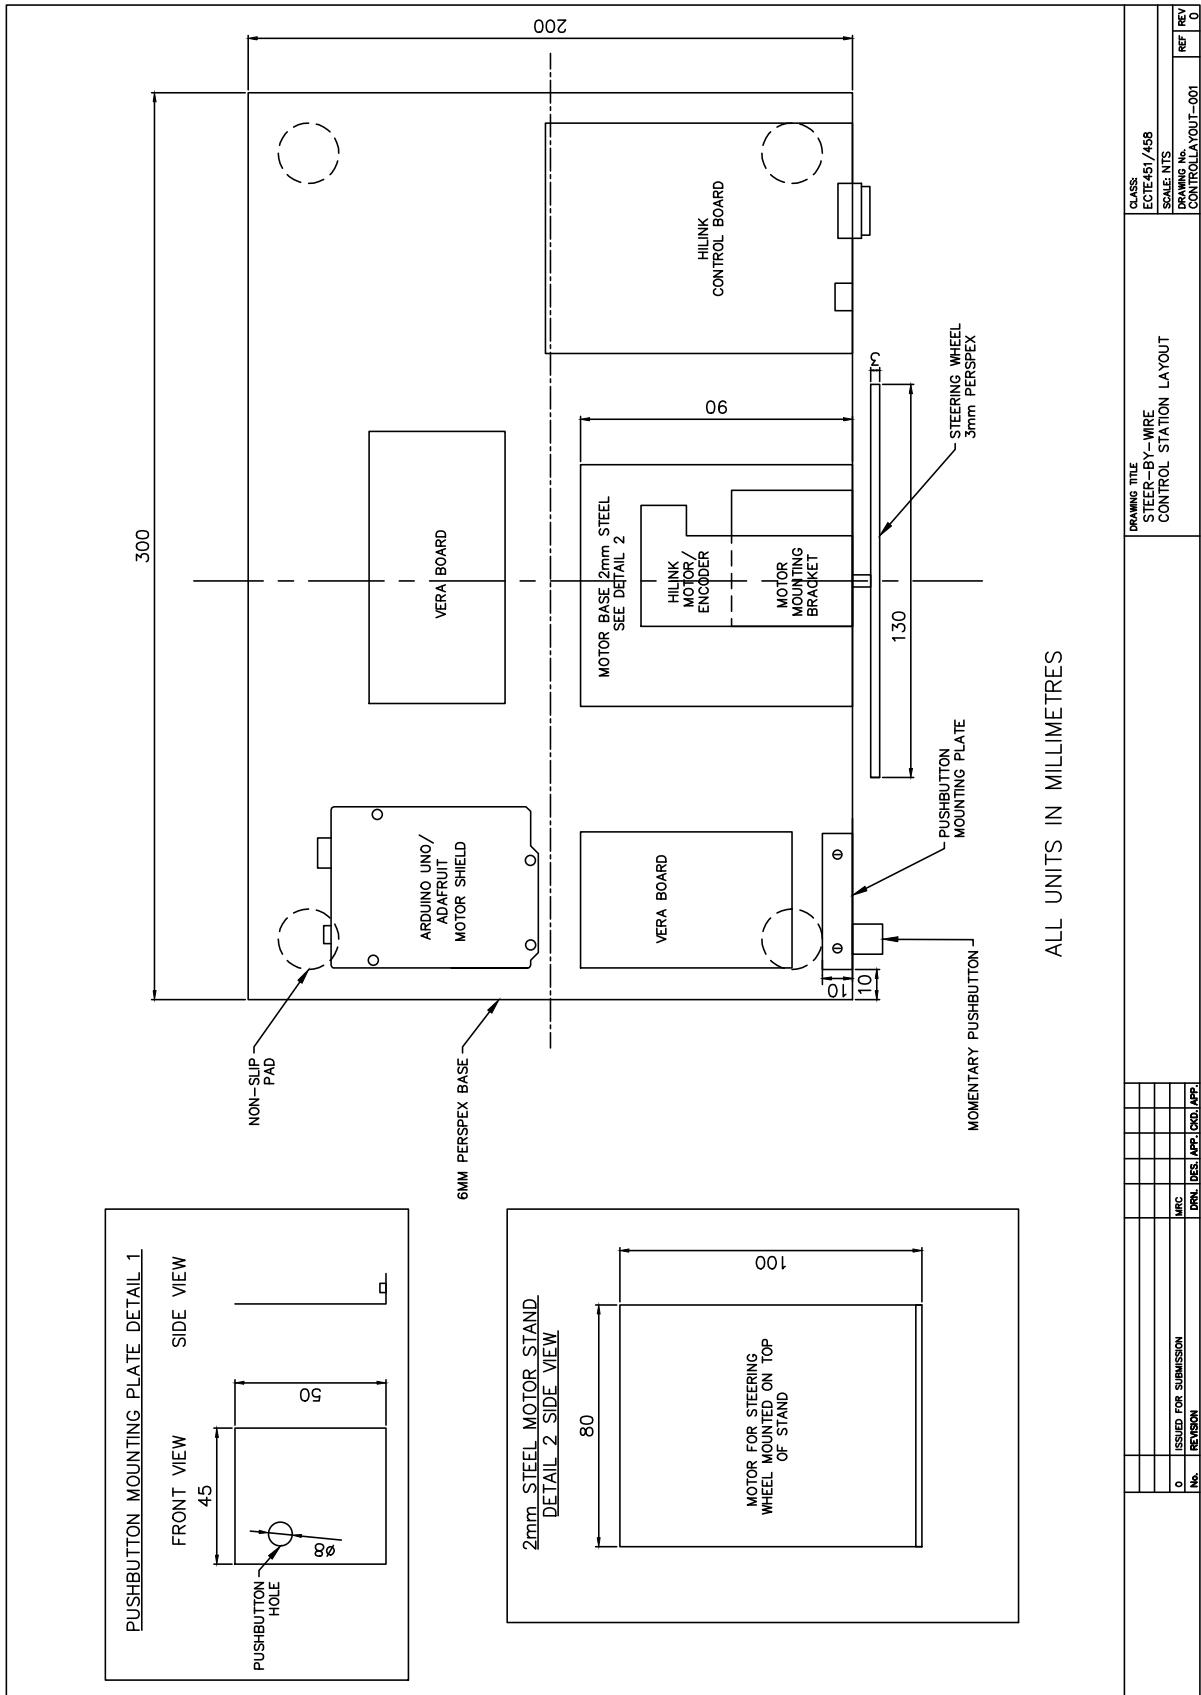 PUSHBUTTON MOUNTING PLATE DETAIL 1
FRONT VIEW
SIDE VIEW
45
50
Ø8
PUSHBUTTON
HOLE
2mm STEEL MOTOR STAND
DETAIL 2 SIDE VIEW
80
100
MOTOR FOR STEERING
WHEEL MOUNTED ON TOP
OF STAND
300
200
NON-SLIP
PAD
6MM PERSPEX BASE
ARDUINO UNO/
ADAFRUIT
MOTOR SHIELD
VERA BOARD
VERA BOARD
MOTOR BASE 2mm STEEL
SEE DETAIL 2
90
HILINK
MOTOR/
ENCODER
MOTOR
MOUNTING
BRACKET
HILINK
CONTROL BOARD
10
10
3
130
STEERING WHEEL
3mm PERSPEX
PUSHBUTTON
MOUNTING PLATE
MOMENTARY PUSHBUTTON
ALL UNITS IN MILLIMETRES
0
ISSUED FOR SUBMISSION
MRC
No.
REVISION
DRN.
DES.
APP.
CKD.
APP.
DRAWING TITLE
STEER-BY-WIRE
CONTROL STATION LAYOUT
CLASS:
ECTE451/458
SCALE: NTS
DRAWING No.
CONTROLLAYOUT-001
REF
REV
0